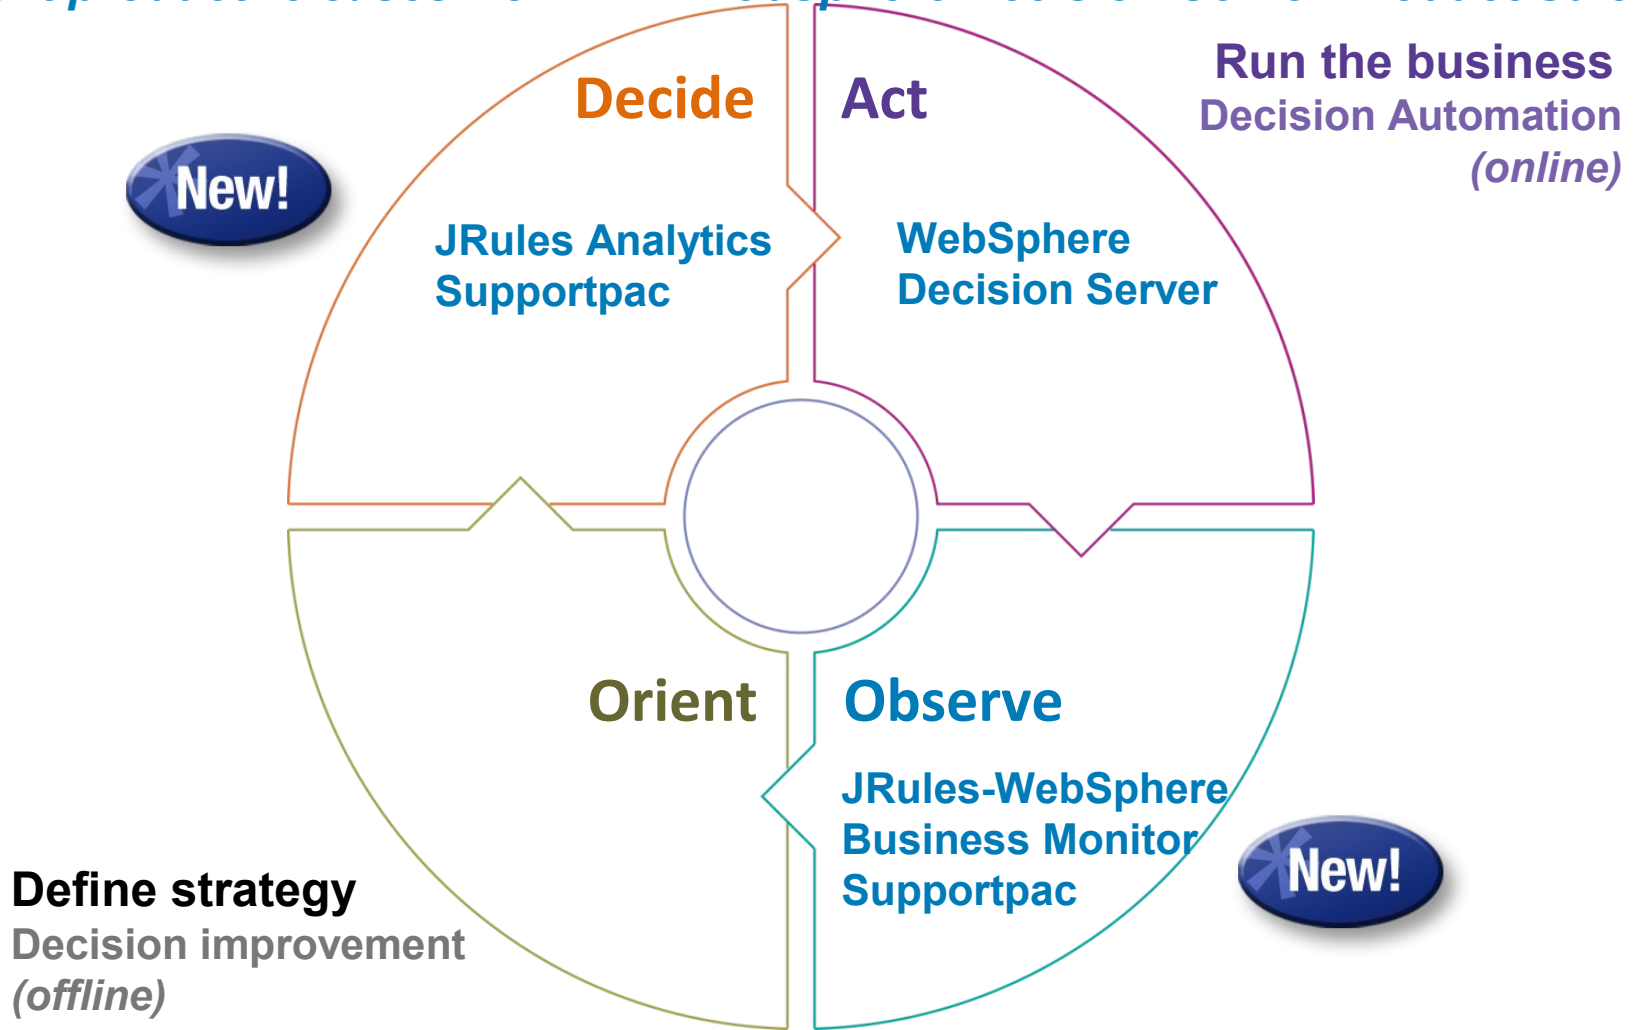 Decide
Act
Run the business
Decision Automation
(online)
New!
JRules Analytics
Supportpac
WebSphere
Decision Server
Orient
Observe
JRules-WebSphere
Business Monitor
Supportpac
New!
Define strategy
Decision improvement
(offline)